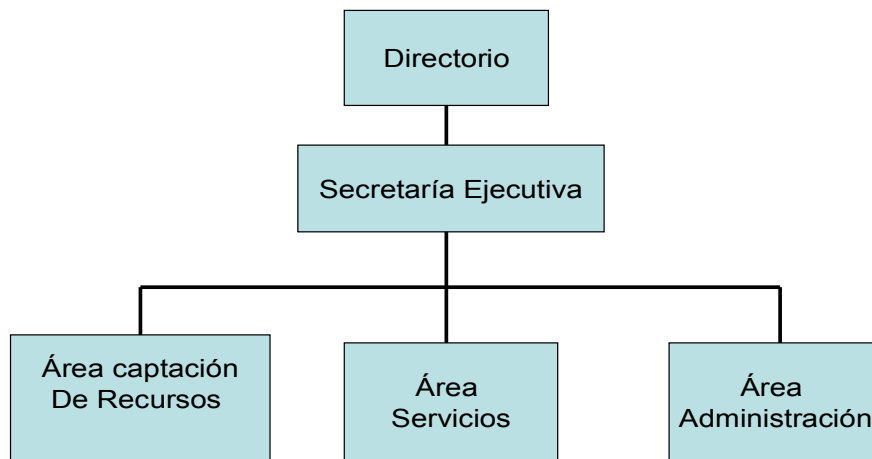 Directorio
Secretaría Ejecutiva
Área captación
De Recursos
Área
Servicios
Área
Administración